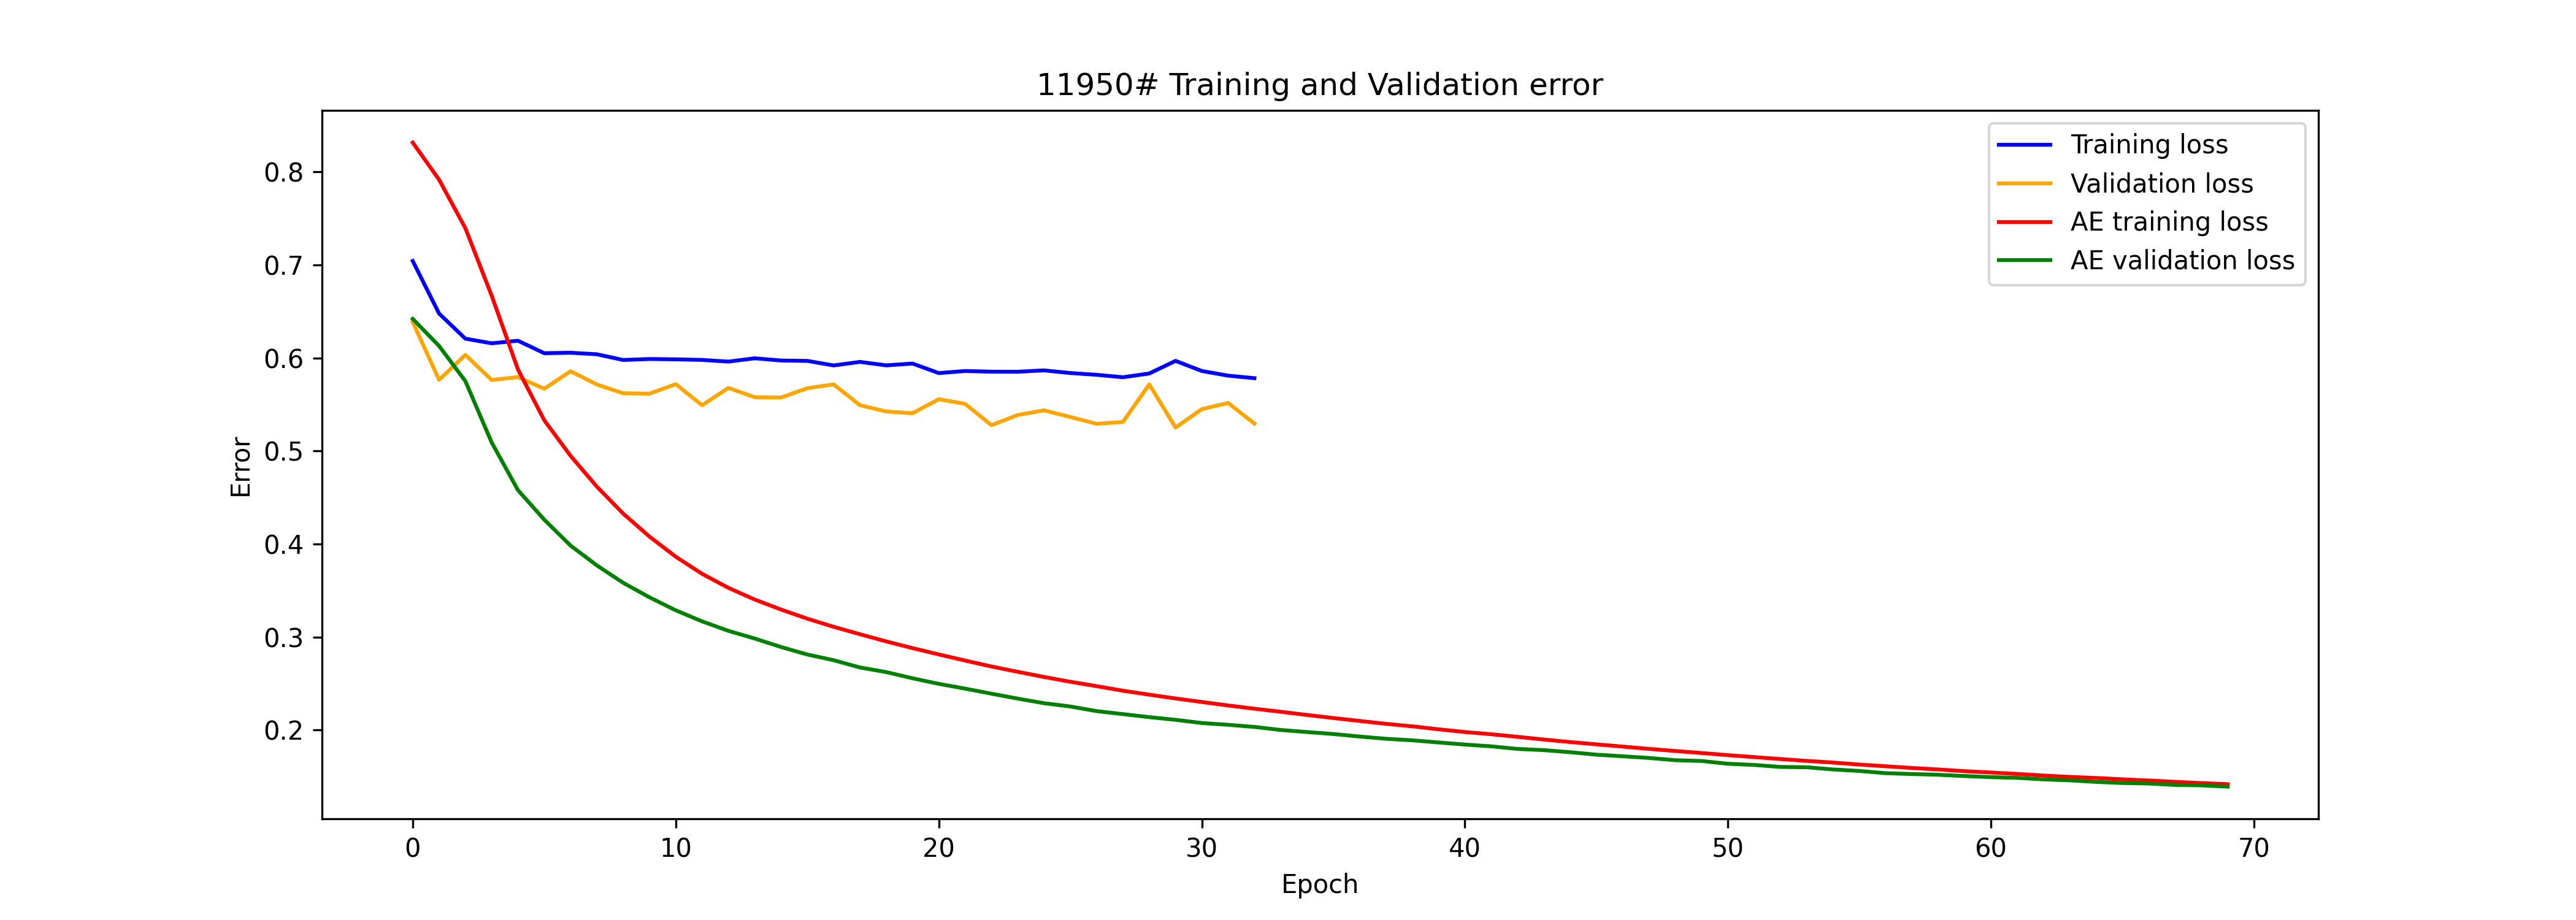 11950# Training and Validation error
Training loss
Validation loss
AE training loss
AE validation loss
Error
0.8
0.7
0.6
0.5
0.4
0.3
0.2
0 10 20 30 40 50 60 70
Epoch